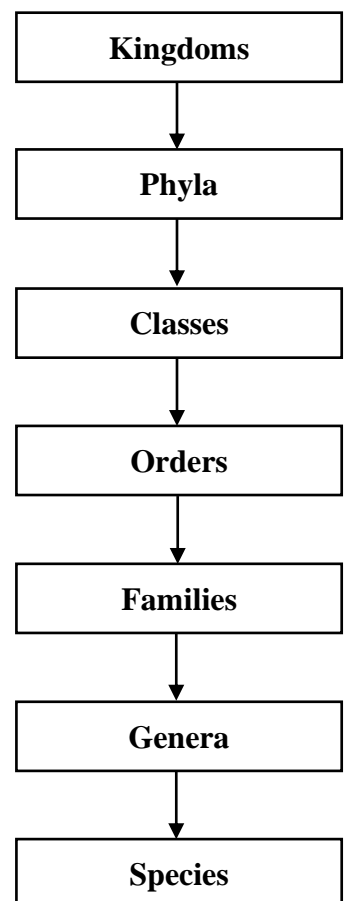 Kingdoms
Phyla
Classes
Orders
Families
Genera
Species